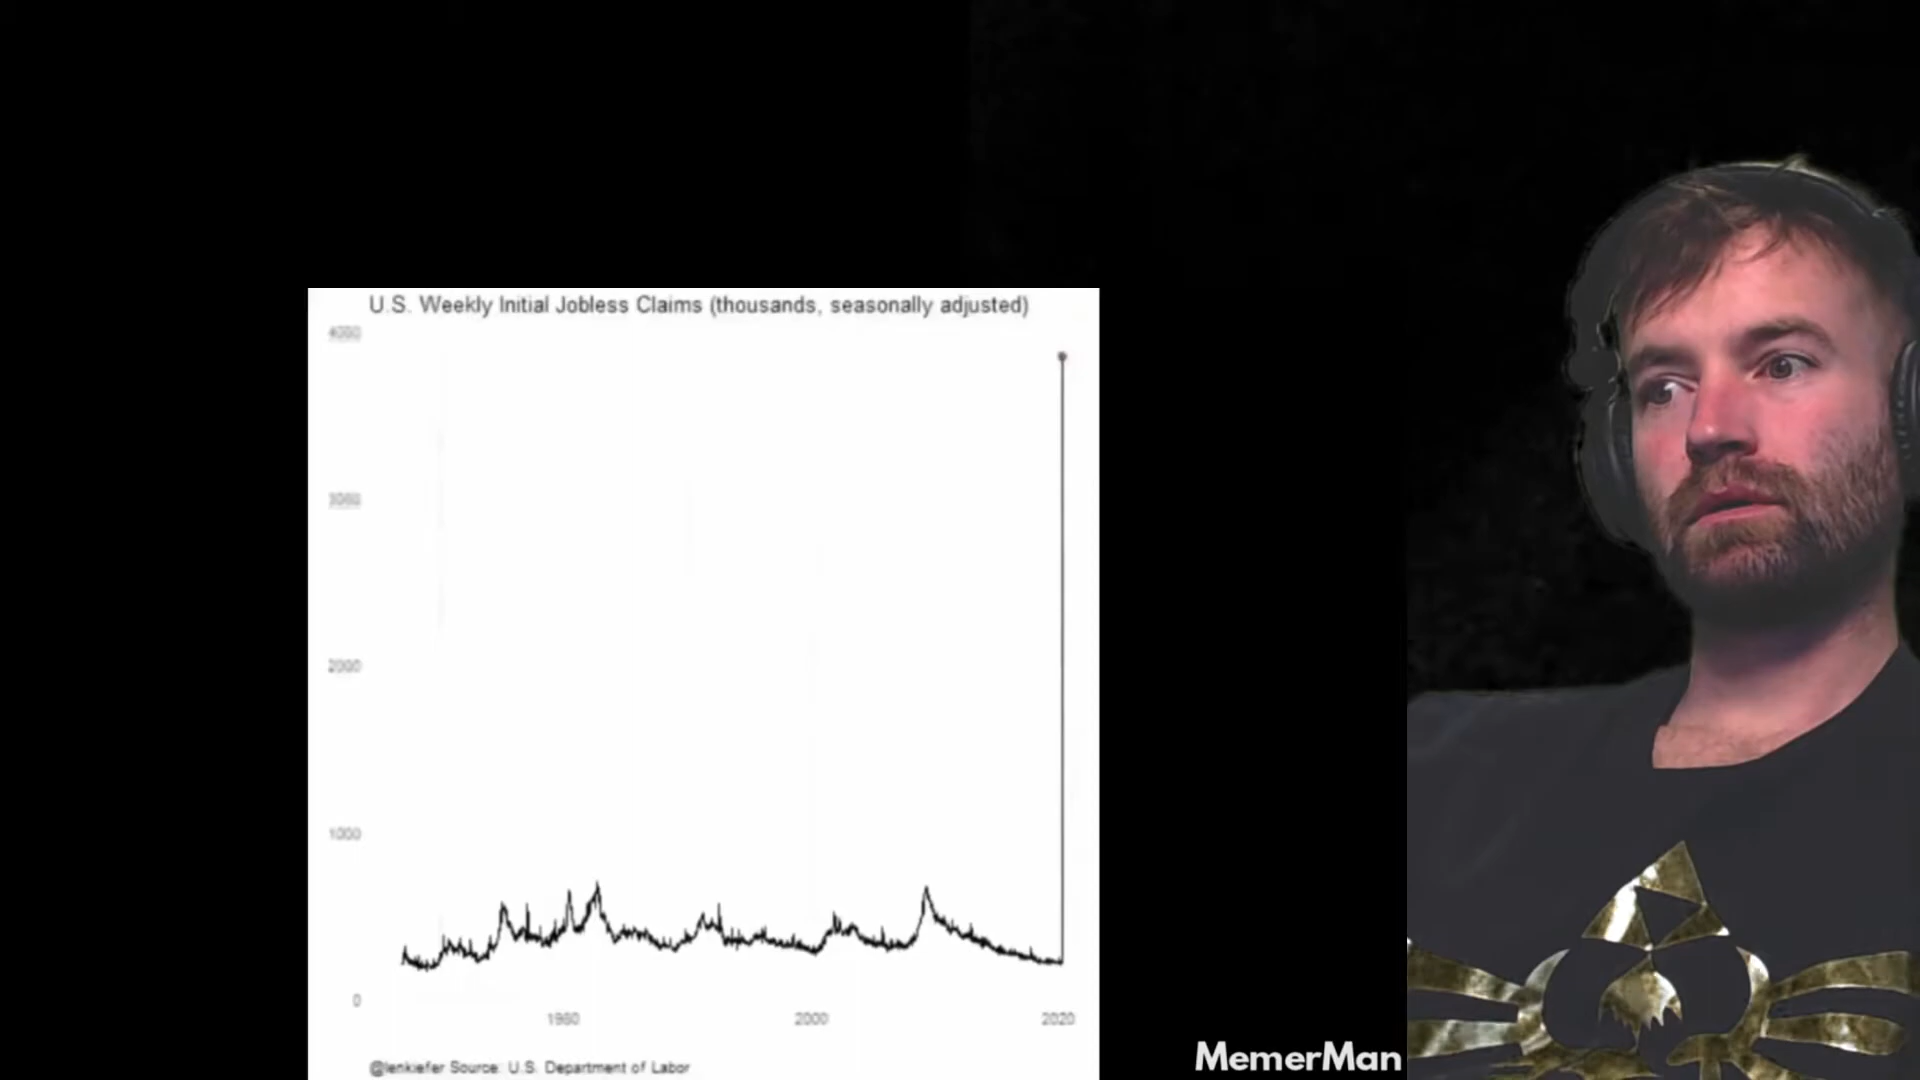 U.S. Weekly Initial Jobless Claims (thousands, seasonally adjusted)
4000
3000
2000
1000
0
1980
2000
2020
@lenkiefer Source: U.S. Department of Labor
MemerMan